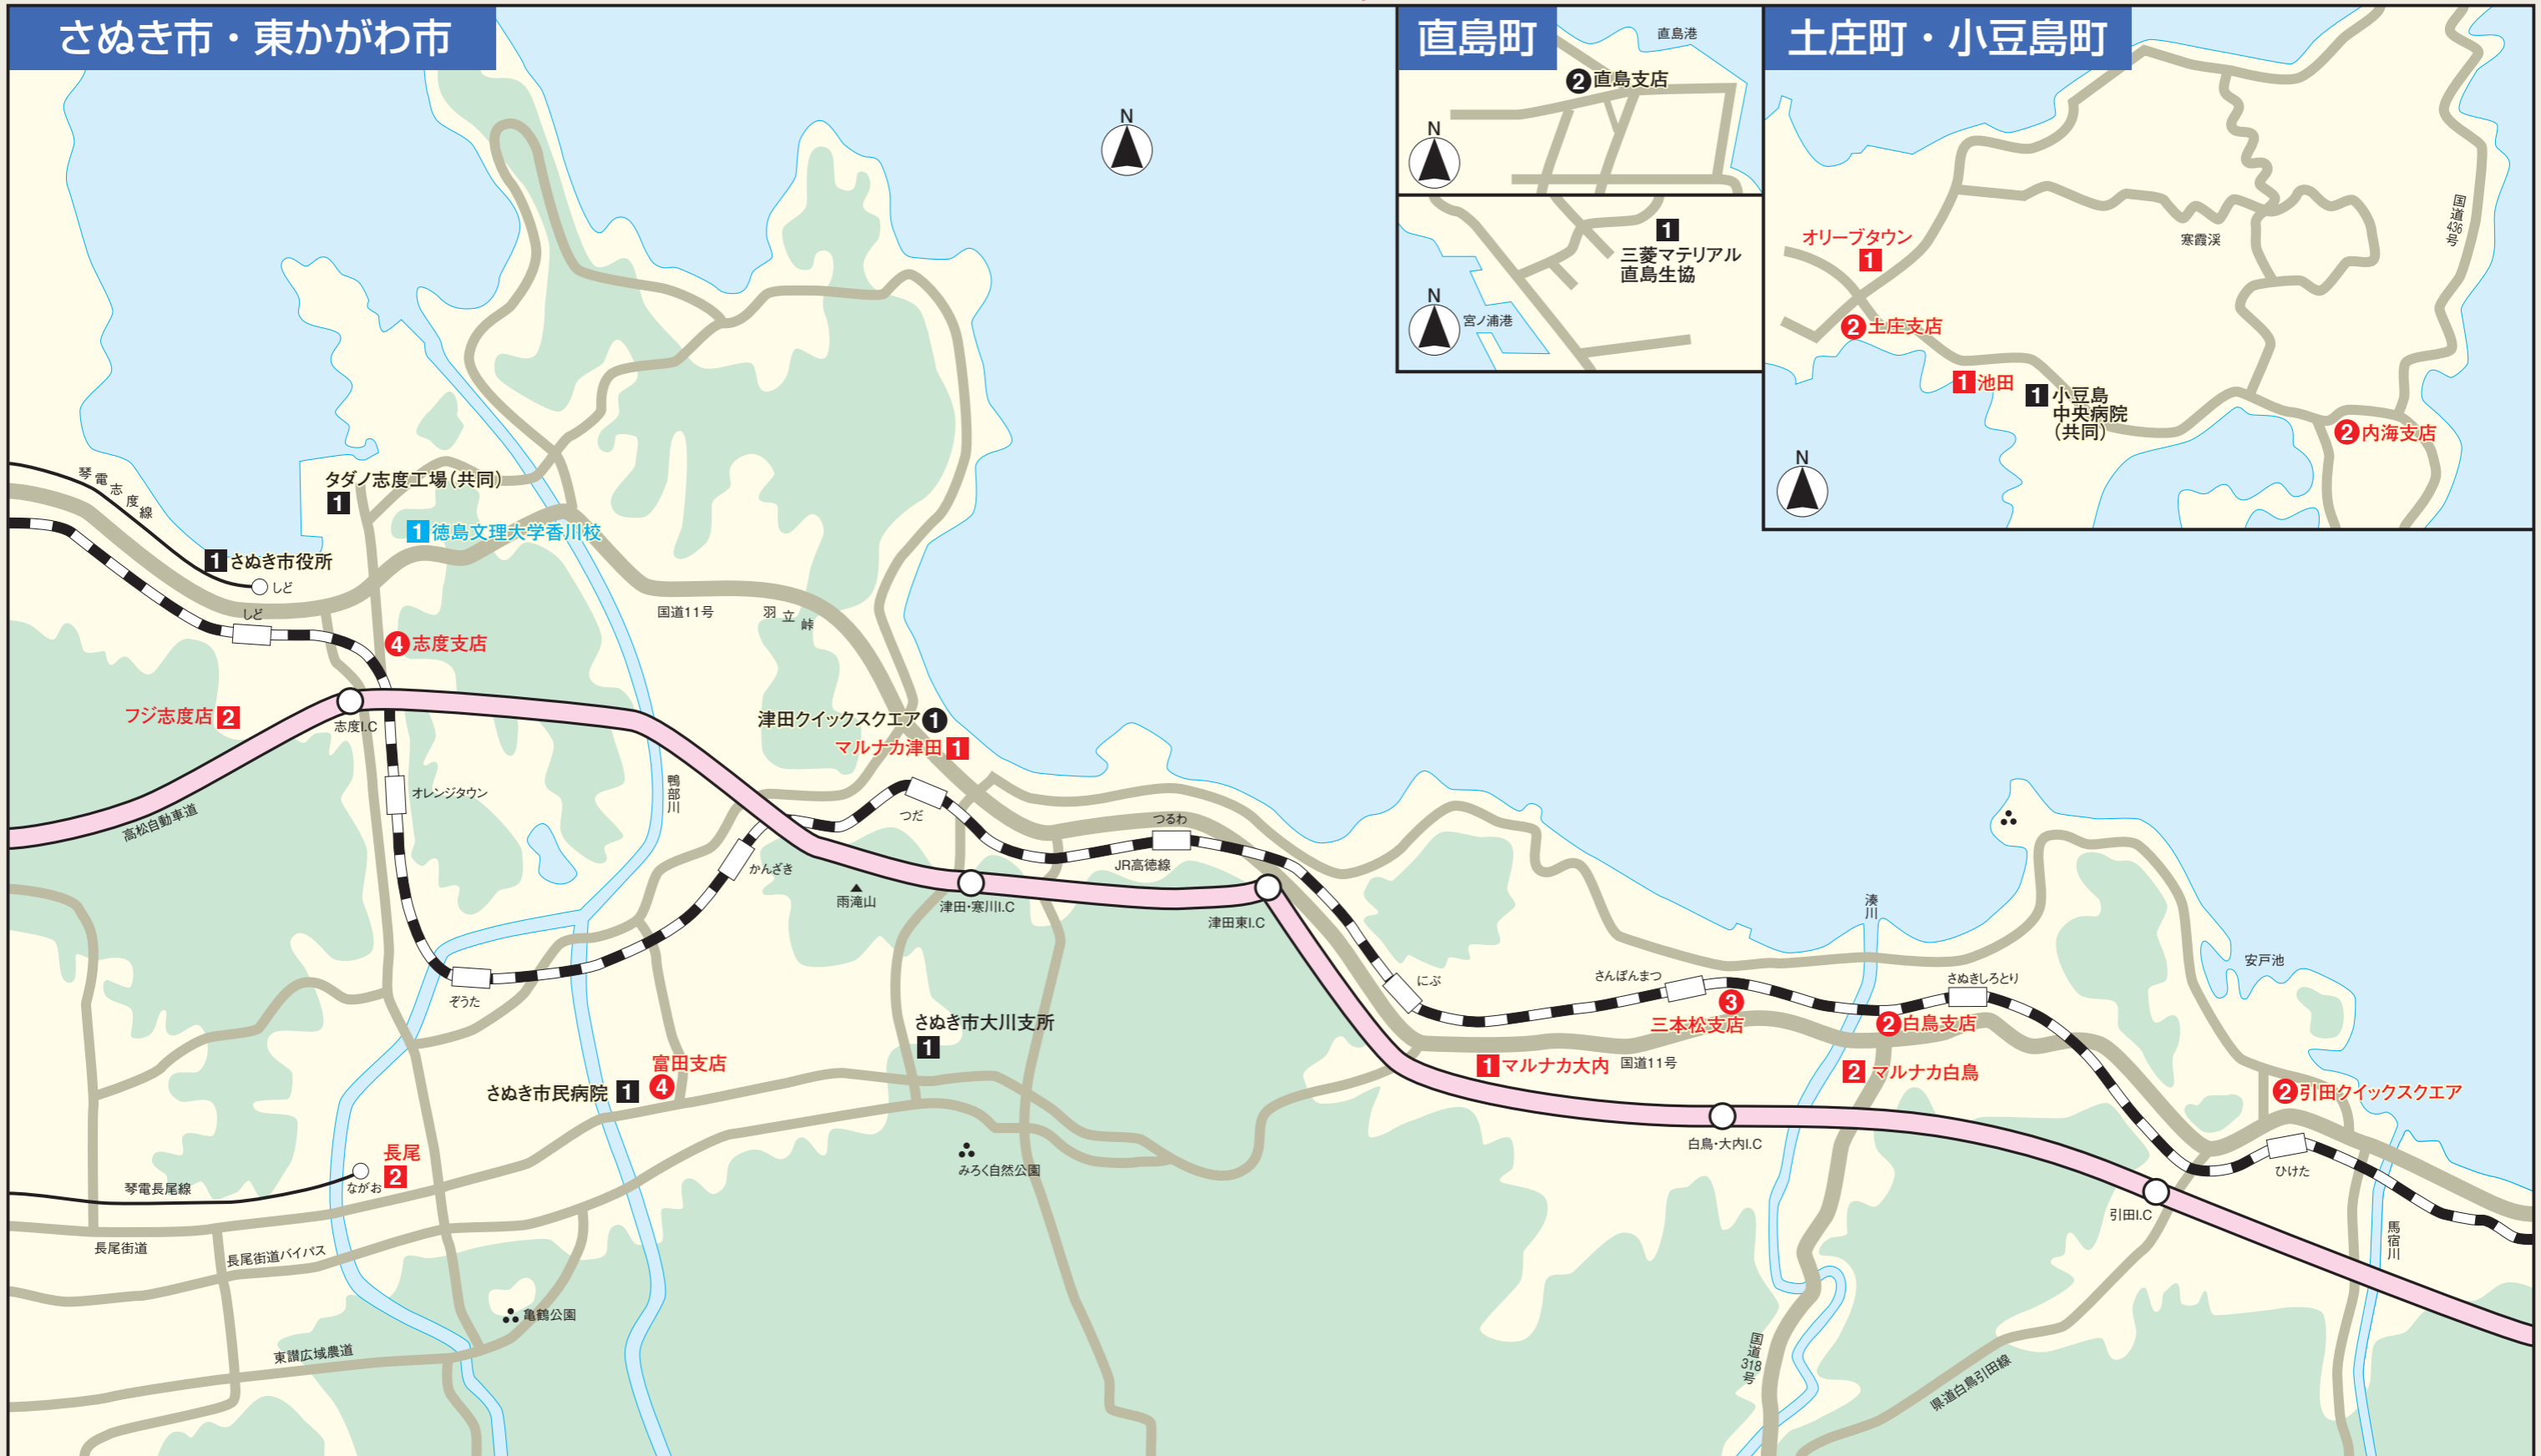 さぬき市・東かがわ市
直島町
土庄町・小豆島町
直島港
2 直島支店
N
N
N
N
1
三菱マテリアル
直島生協
宮ノ浦港
オリーブタウン
1
国道436号
寒霞渓
2 土庄支店
1 池田
1 小豆島
中央病院
(共同)
2 内海支店
琴電志度線
タダノ志度工場(共同)
1
1 徳島文理大学香川校
1 さぬき市役所
しど
しど
国道11号
羽立峠
4 志度支店
フジ志度店 2
志度I.C
高松自動車道
オレンジタウン
鴨部川
津田クイックスクエア 1
マルナカ津田 1
つだ
つるわ
JR高徳線
かんざき
雨滝山
津田・寒川I.C
津田東I.C
湊川
安戸池
ぞうた
にぶ
さんぼんまつ
さぬきしろとり
3
三本松支店
2 白鳥支店
さぬき市大川支所
1
富田支店
4
さぬき市民病院 1
1 マルナカ大内
国道11号
2 マルナカ白鳥
2 引田クイックスクエア
白鳥・大内I.C
長尾
2
ながお
琴電長尾線
みろく自然公園
ひけた
引田I.C
馬宿川
長尾街道
長尾街道バイパス
亀鶴公園
東讃広域農道
国道318号
県道白鳥引田線